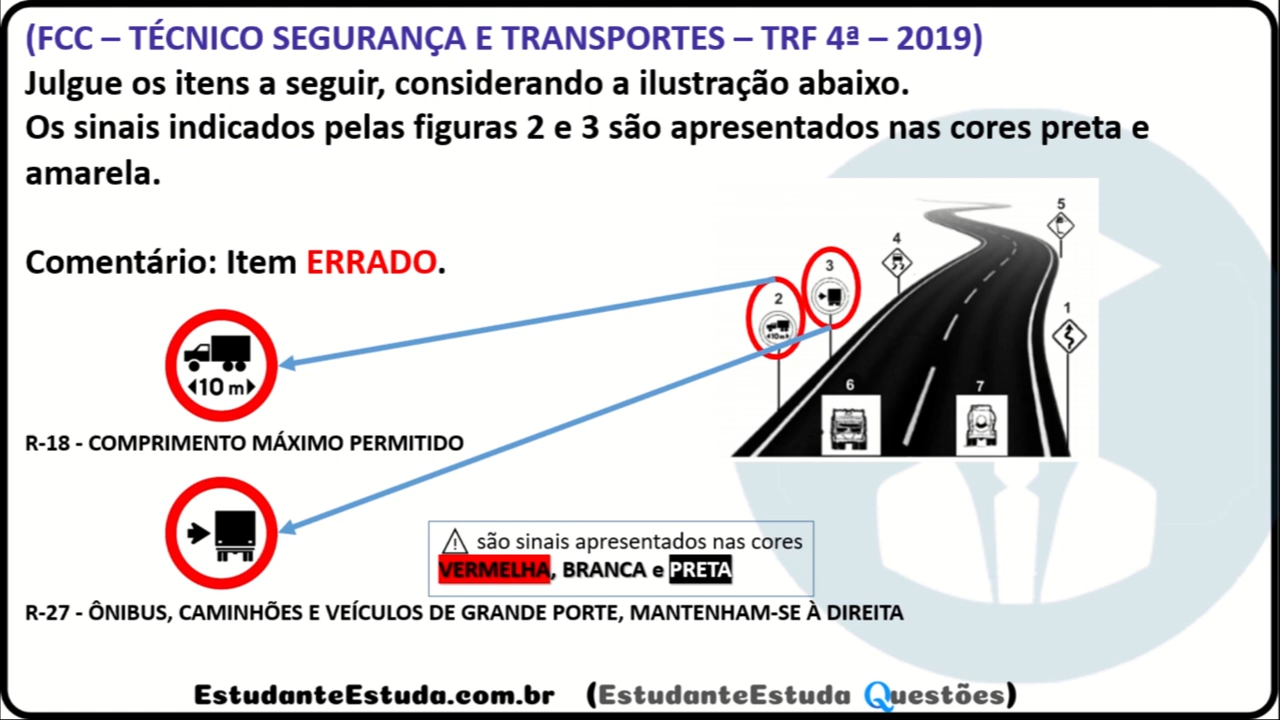 (FCC – TÉCNICO SEGURANÇA E TRANSPORTES – TRF 4ª – 2019)
Julgue os itens a seguir, considerando a ilustração abaixo.
Os sinais indicados pelas figuras 2 e 3 são apresentados nas cores preta e
amarela.
Comentário: Item ERRADO.
5
4
3
2
1
10 m
10m
6
7
R-18 - COMPRIMENTO MÁXIMO PERMITIDO
são sinais apresentados nas cores
VERMELHA, BRANCA e PRETA
R-27 - ÔNIBUS, CAMINHÕES E VEÍCULOS DE GRANDE PORTE, MANTENHAM-SE À DIREITA
EstudanteEstuda.com.br (EstudanteEstuda Questões)